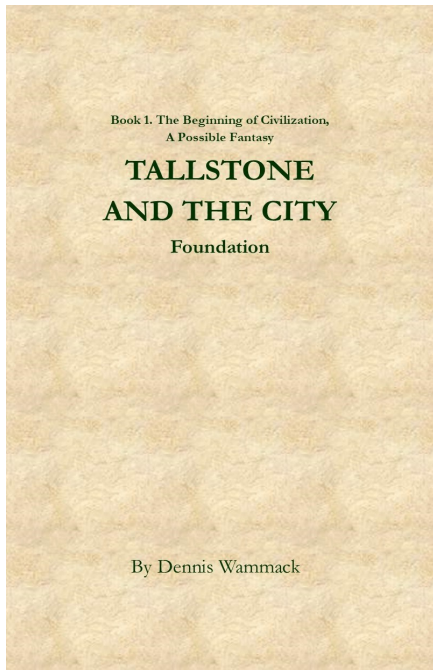 Book 1. The Beginning of Civilization,
A Possible Fantasy
TALLSTONE
AND THE CITY
Foundation
By Dennis Wammack